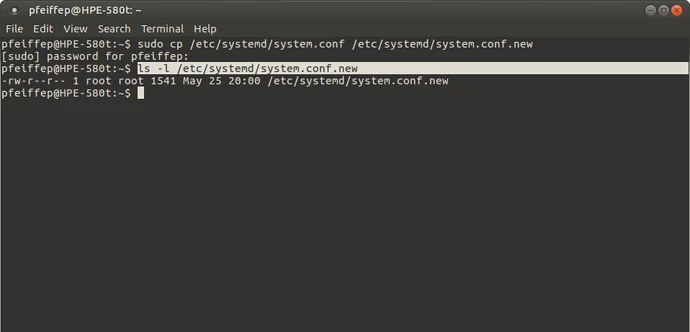 pfeiffep@HPE-580t: ~
File Edit View Search Terminal Help
pfeiffep@HPE-580t:~$ sudo cp /etc/systemd/system.conf /etc/systemd/system.conf.new
[sudo] password for pfeiffep:
pfeiffep@HPE-580t:~$ ls -l /etc/systemd/system.conf.new
-rw-r--r-- 1 root root 1541 May 25 20:00 /etc/systemd/system.conf.new
pfeiffep@HPE-580t:~$